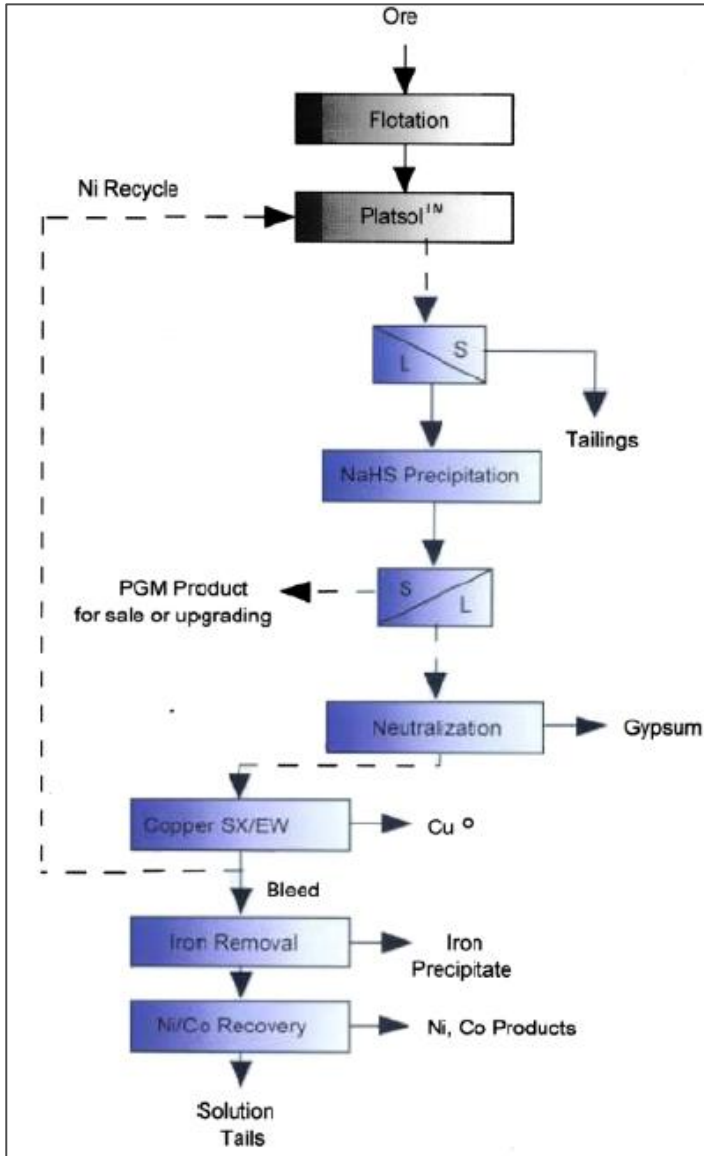 Ore
Flotation
Ni Recycle
Platsol™
S
L
Tailings
NaHS Precipitation
PGM Product
for sale or upgrading
S
L
Neutralization
Gypsum
Copper SX/EW
Cu °
Bleed
Iron Removal
Iron
Precipitate
Ni/Co Recovery
Ni, Co Products
Solution
Tails